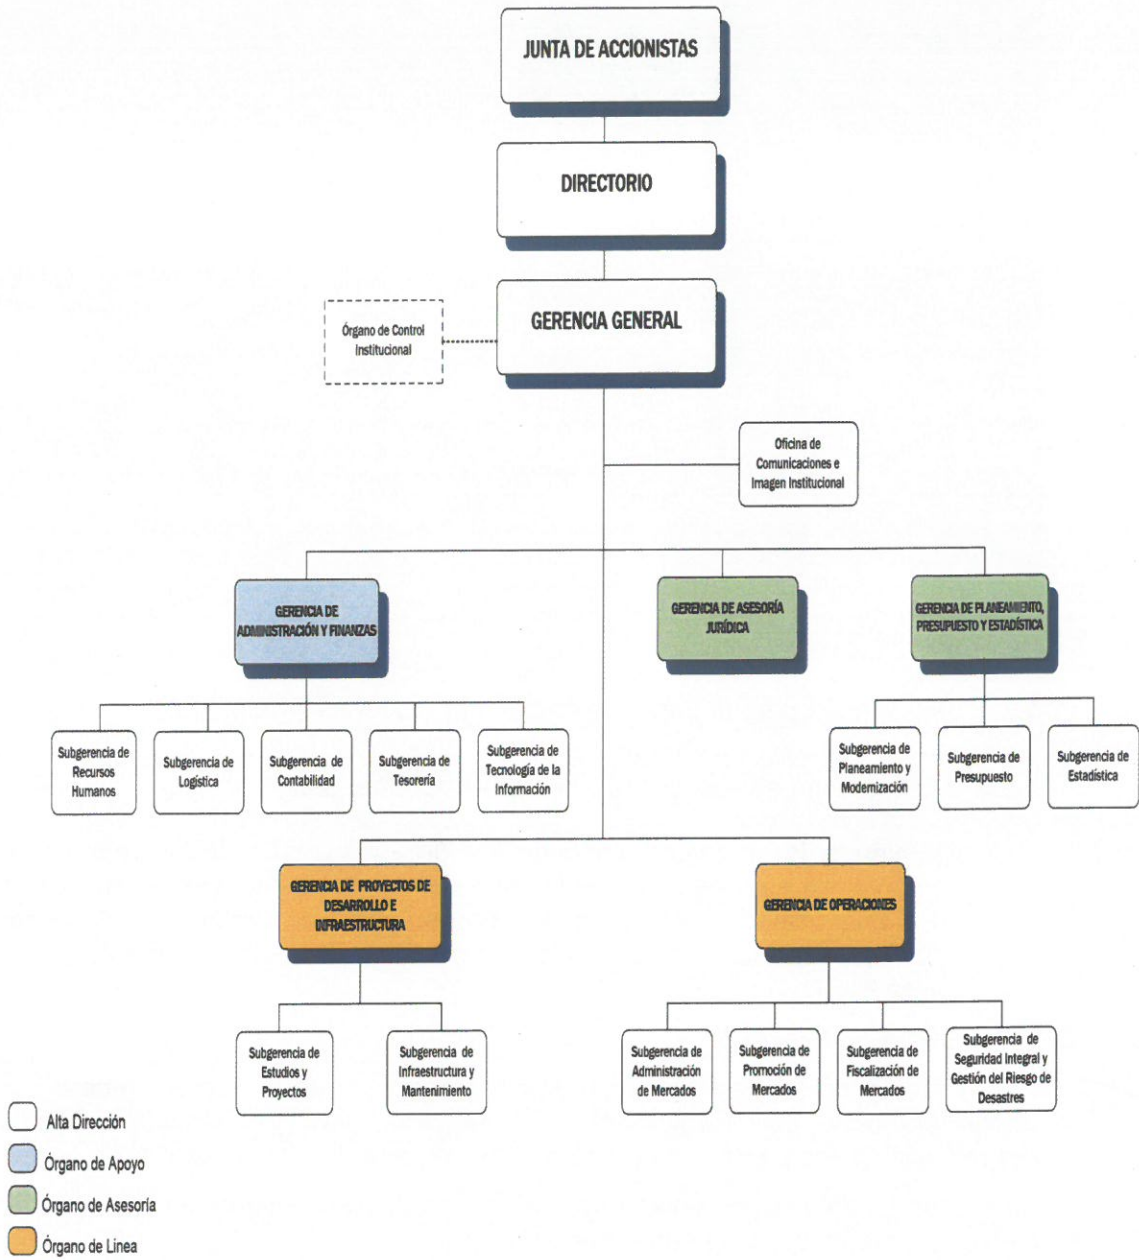 JUNTA DE ACCIONISTAS
DIRECTORIO
GERENCIA GENERAL
Órgano de Control
Institucional
Oficina de
Comunicaciones e
Imagen Institucional
GERENCIA DE
ADMINISTRACIÓN Y FINANZAS
GERENCIA DE ASESORÍA
JURÍDICA
GERENCIA DE PLANEAMIENTO,
PRESUPUESTO Y ESTADÍSTICA
Subgerencia de
Recursos
Humanos
Subgerencia de
Logística
Subgerencia de
Contabilidad
Subgerencia de
Tesorería
Subgerencia de
Tecnología de la
Información
Subgerencia de
Planeamiento y
Modernización
Subgerencia de
Presupuesto
Subgerencia de
Estadística
GERENCIA DE PROYECTOS DE
DESARROLLO E
INFRAESTRUCTURA
GERENCIA DE OPERACIONES
Subgerencia de
Estudios y
Proyectos
Subgerencia de
Infraestructura y
Mantenimiento
Subgerencia de
Administración
de Mercados
Subgerencia de
Promoción de
Mercados
Subgerencia de
Fiscalización de
Mercados
Subgerencia de
Seguridad Integral y
Gestión del Riesgo de
Desastres
Alta Dirección
Órgano de Apoyo
Órgano de Asesoría
Órgano de Línea